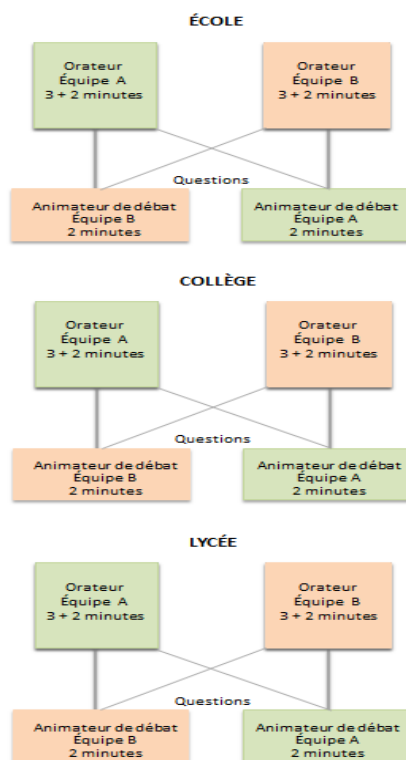 ÉCOLE
Orateur
Équipe A
3 + 2 minutes
Orateur
Équipe B
3 + 2 minutes
Questions
Animateur de débat
Équipe B
2 minutes
Animateur de débat
Équipe A
2 minutes
COLLÈGE
Orateur
Équipe A
3 + 2 minutes
Orateur
Équipe B
3 + 2 minutes
Questions
Animateur de débat
Équipe B
2 minutes
Animateur de débat
Équipe A
2 minutes
LYCÉE
Orateur
Équipe A
3 + 2 minutes
Orateur
Équipe B
3 + 2 minutes
Questions
Animateur de débat
Équipe B
2 minutes
Animateur de débat
Équipe A
2 minutes